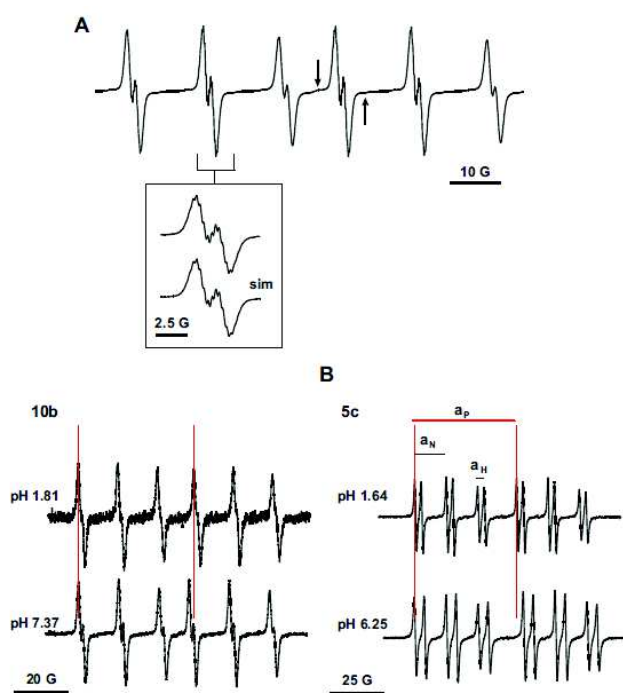 A
10 G
sim
2.5 G
B
10b
5c
aP
aN
aH
pH 1.81
pH 1.64
pH 7.37
pH 6.25
20 G
25 G